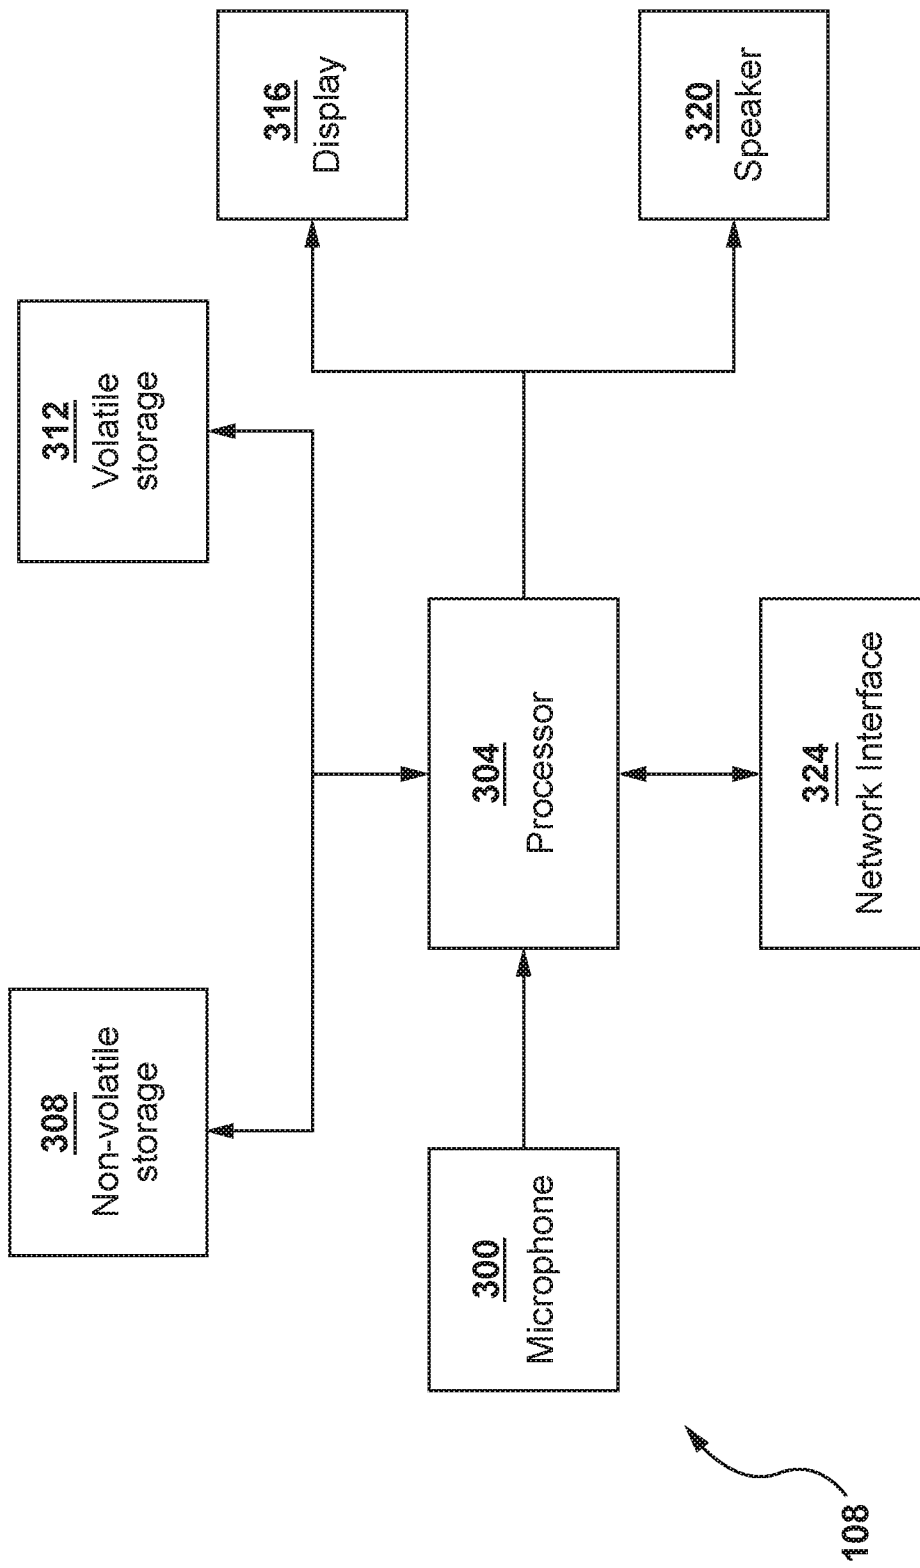 308
Non-volatile
storage
312
Volatile
storage
300
Microphone
304
Processor
316
Display
324
Network Interface
320
Speaker
108